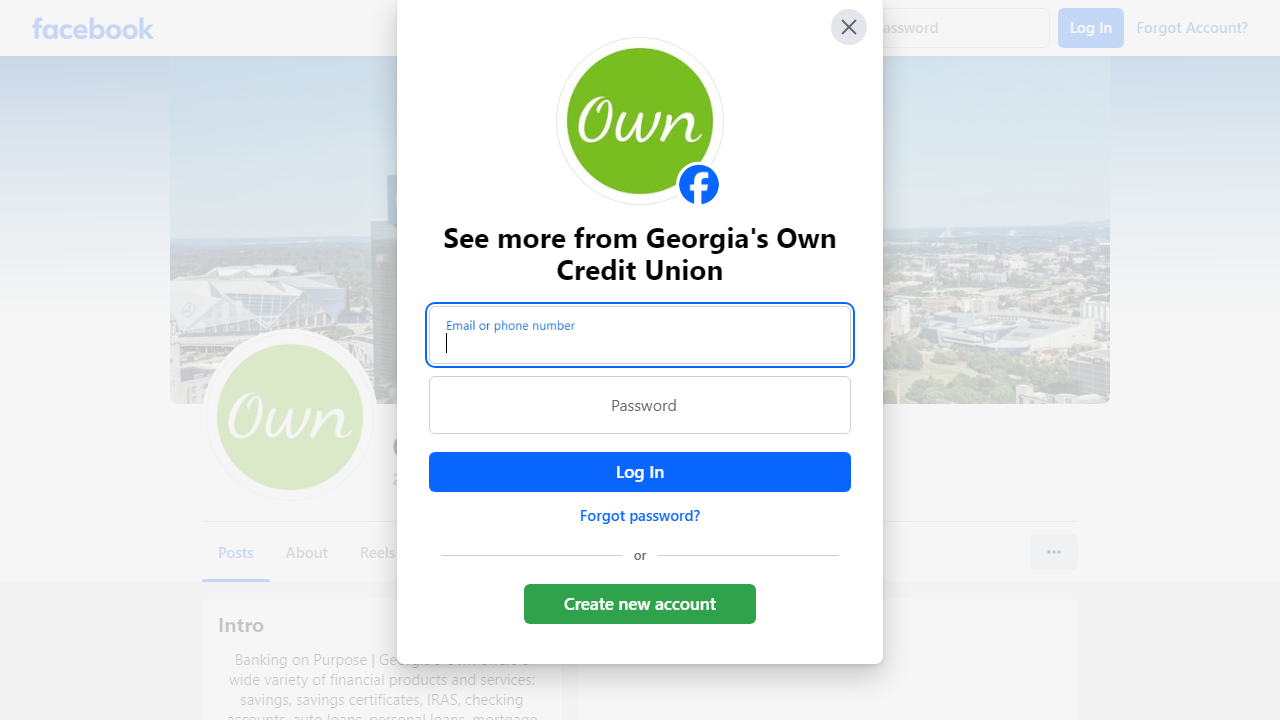 facebook
assword
Log In
Forgot Account?
Own
See more from Georgia's Own
Credit Union
Email or phone number
Password
Log In
Forgot password?
or
Create new account
Own
Posts
About
Reels
Intro
Banking on Purpose | Georgia's Own offers a
wide variety of financial products and services:
savings, savings certificates, IRAS, checking
accounts, auto loans, personal loans, mortgage